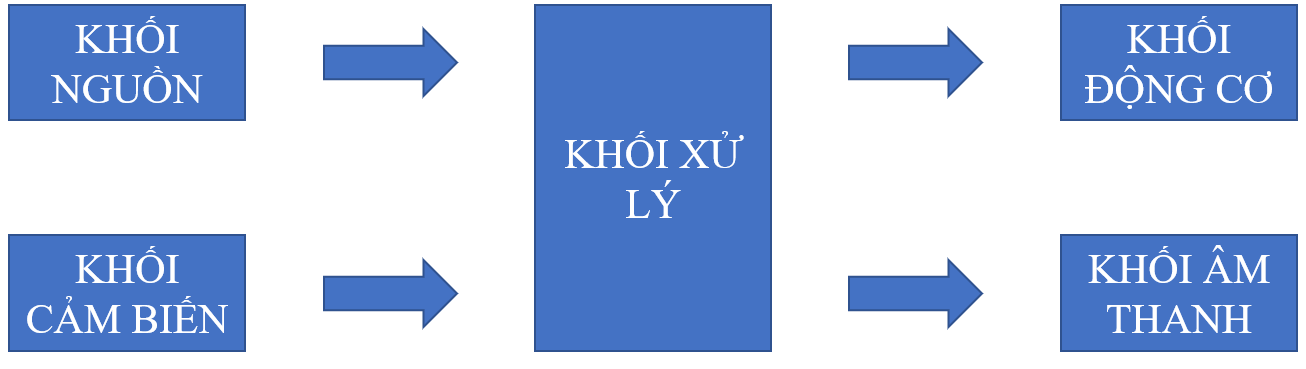 KHỐI
NGUỒN
KHỐI
CẢM BIẾN
KHỐI XỬ
LÝ
KHỐI
ĐỘNG CƠ
KHỐI ÂM
THANH